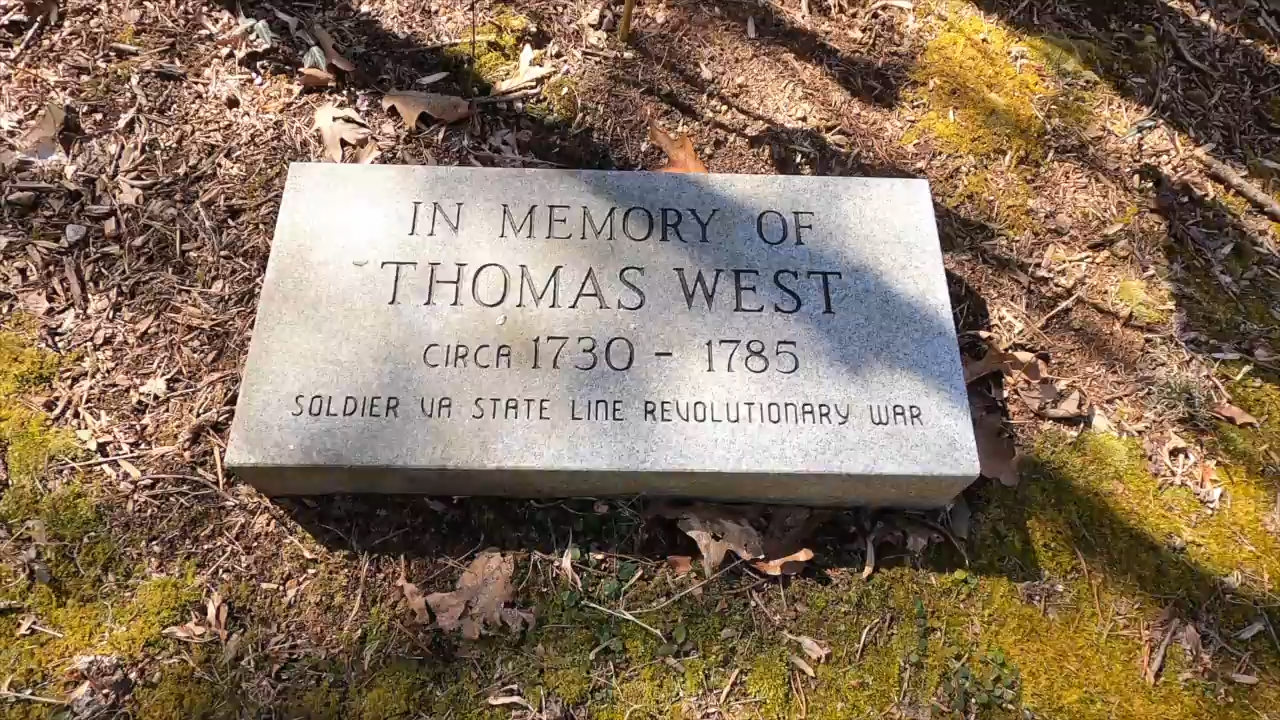 IN MEMORY OF
THOMAS WEST
CIRCA 1730 - 1785
SOLDIER VA STATE LINE REVOLUTIONARY WAR